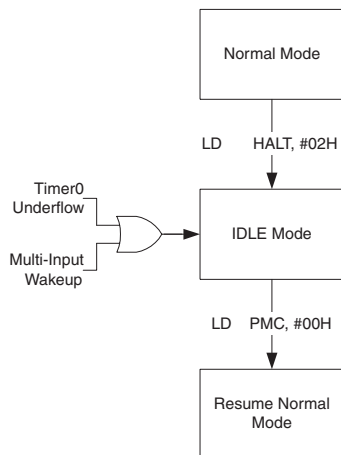 Normal Mode
LD HALT, #02H
Timer0
Underflow
IDLE Mode
Multi-Input
Wakeup
LD PMC, #00H
Resume Normal
Mode